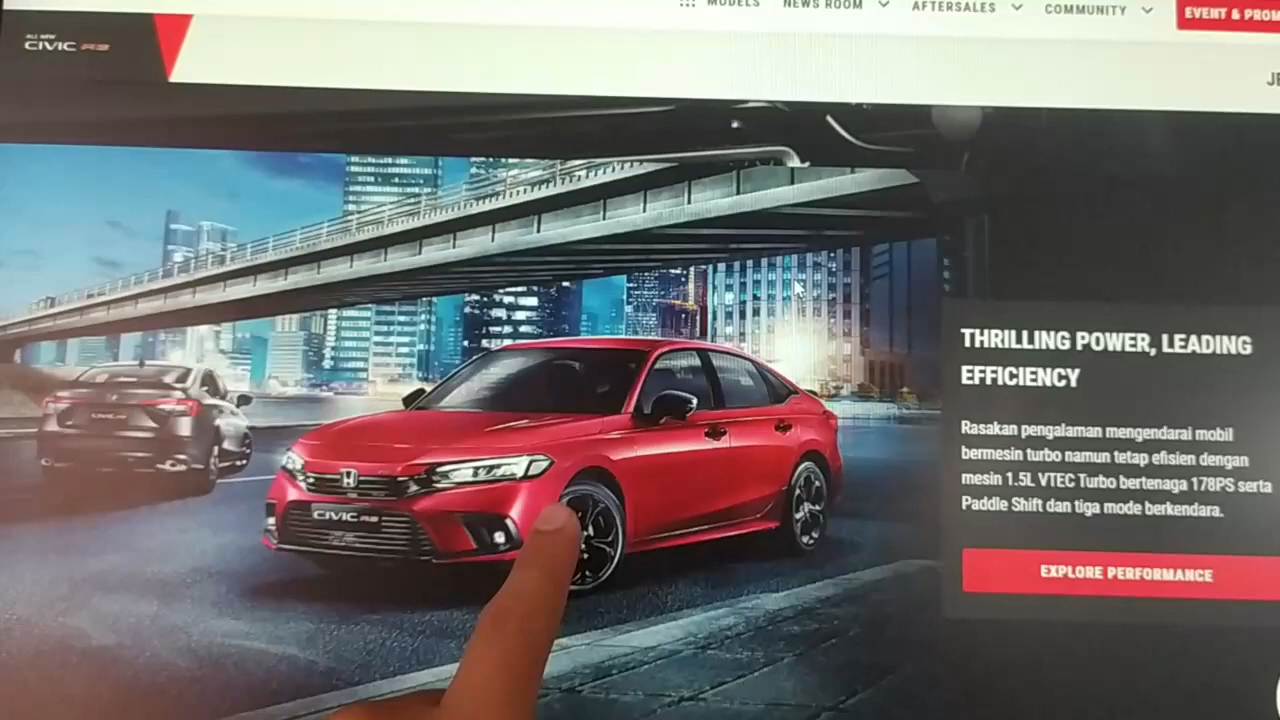 MODELS NEWS ROOM AFTERSALES COMMUNITY EVENT & PROM
ALL NEW
CIVIC RS
THRILLING POWER, LEADING
EFFICIENCY
Rasakan pengalaman mengendarai mobil
bermesin turbo namun tetap efisien dengan
mesin 1.5L VTEC Turbo bertenaga 178PS serta
Paddle Shift dan tiga mode berkendara.
EXPLORE PERFORMANCE
CIVIC RS